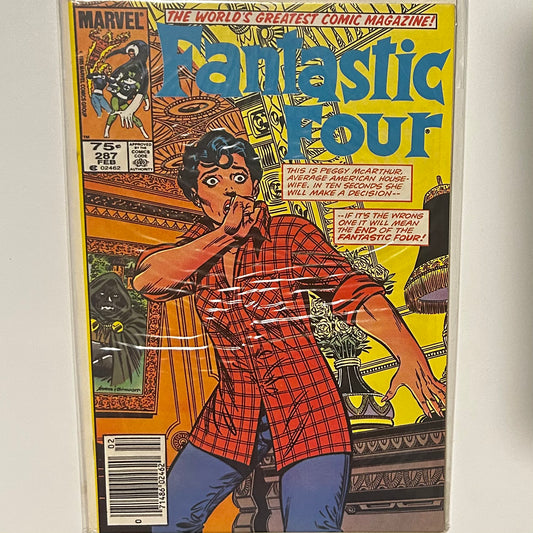 THE WORLD'S GREATEST COMIC MAGAZINE!
MARVEL
Fantastic
Four
TM
75¢
287
FEB
02462
APPROVED
BY THE
COMICS
CODE
AUTHORITY
THIS IS PEGGY McARTHUR,
AVERAGE AMERICAN HOUSE-
WIFE. IN TEN SECONDS SHE
WILL MAKE A DECISION--
--IF IT'S THE WRONG
ONE IT WILL MEAN
THE END OF THE
FANTASTIC FOUR!
02
0
71486 02462